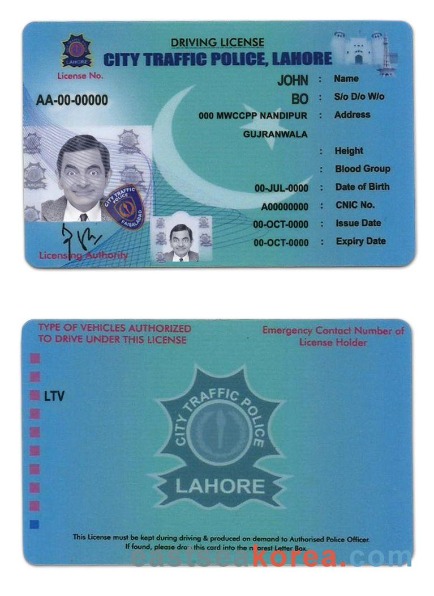 DRIVING LICENSE
CITY TRAFFIC POLICE, LAHORE
LAHORE
License No.
AA-00-00000
JOHN : Name
BO : S/o D/o W/o
000 MWCCPP NANDIPUR : Address
GUJRANWALA
: Height
: Blood Group
00-JUL-0000 : Date of Birth
A00000000 : CNIC No.
00-OCT-0000 : Issue Date
00-OCT-0000 : Expiry Date
CITY TRAFFIC
POLICE
Licensing Authority
TYPE OF VEHICLES AUTHORIZED
TO DRIVE UNDER THIS LICENSE
Emergency Contact Number of
License Holder
LTV
CITY TRAFFIC POLICE
LAHORE
This License must be kept during driving & produced on demand to Authorised Police Officer.
If found, please drop this card into the nearest Letter Box.
korea.com